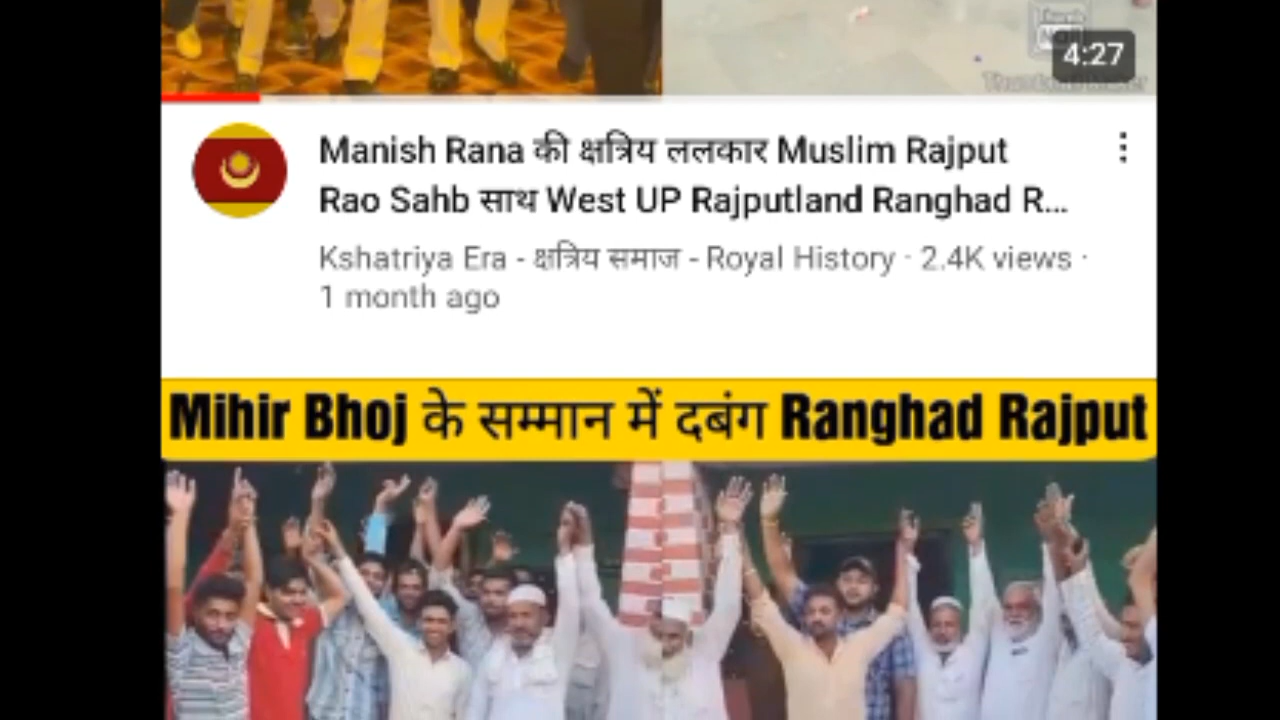 4:27
Manish Rana की क्षत्रिय ललकार Muslim Rajput
Rao Sahb साथ West UP Rajputland Ranghad R...
Kshatriya Era - क्षत्रिय समाज - Royal History · 2.4K views ·
1 month ago
Mihir Bhoj के सम्मान में दबंग Ranghad Rajput